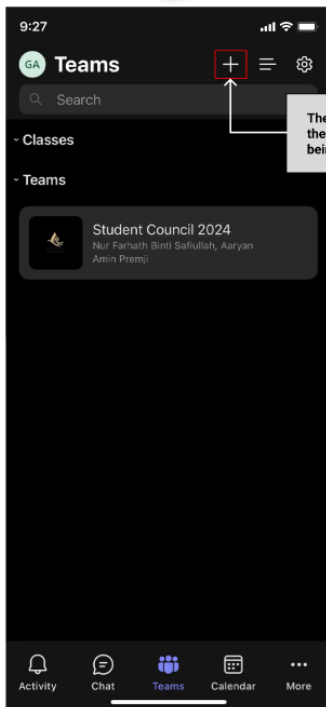 9:27
GA Teams
Search
Classes
The
the
bei
Teams
Student Council 2024
Nur Farhath Binti Safiullah, Aaryan
Amin Premji
Activity Chat Teams Calendar More